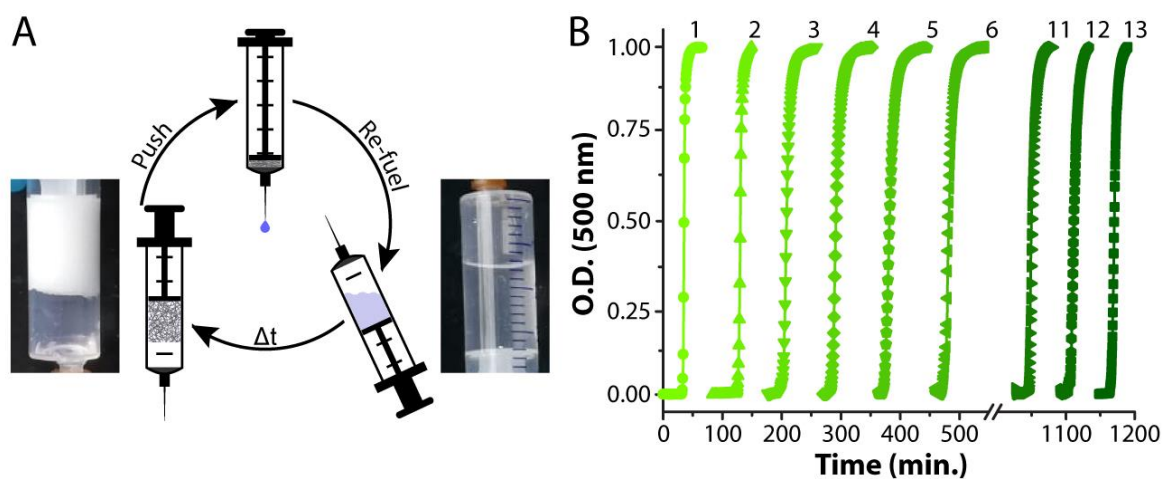 A
Push
Re-fuel
Δt
B
1 2 3 4 5 6 11 12 13
1.00
0.75
0.50
0.25
0.00
O.D. (500 nm)
0 100 200 300 400 500 1100 1200
Time (min.)